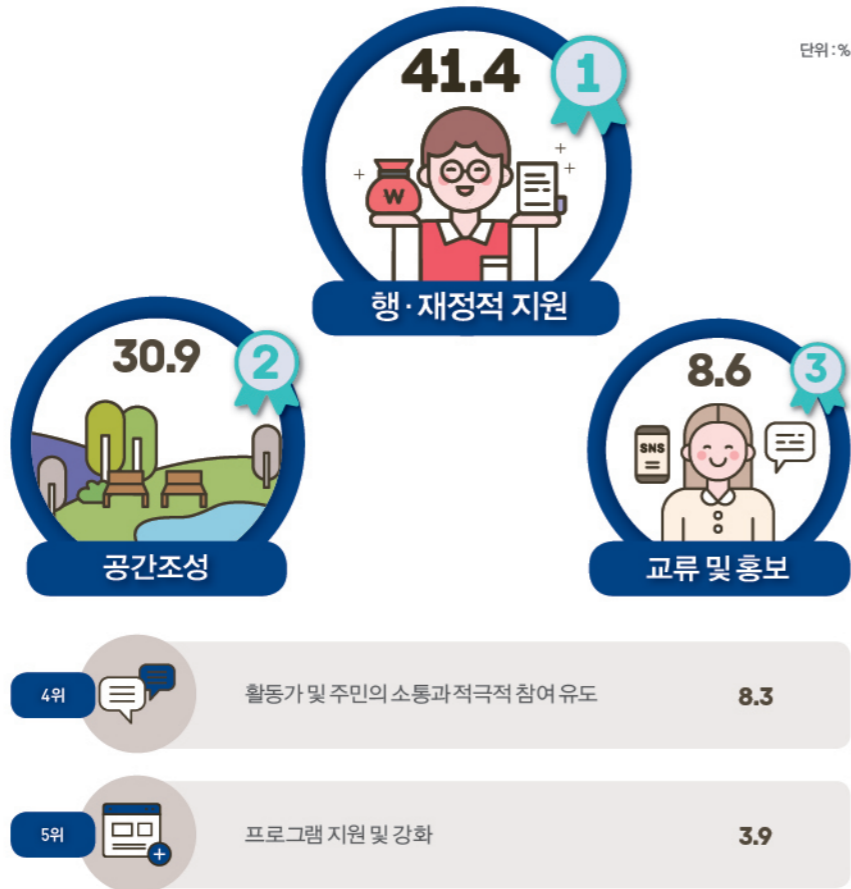 단위:%
41.4
1
W
행·재정적 지원
30.9
2
공간조성
8.6
3
SNS
교류 및 홍보
4위
활동가 및 주민의 소통과 적극적 참여 유도
8.3
5위
프로그램 지원 및 강화
3.9